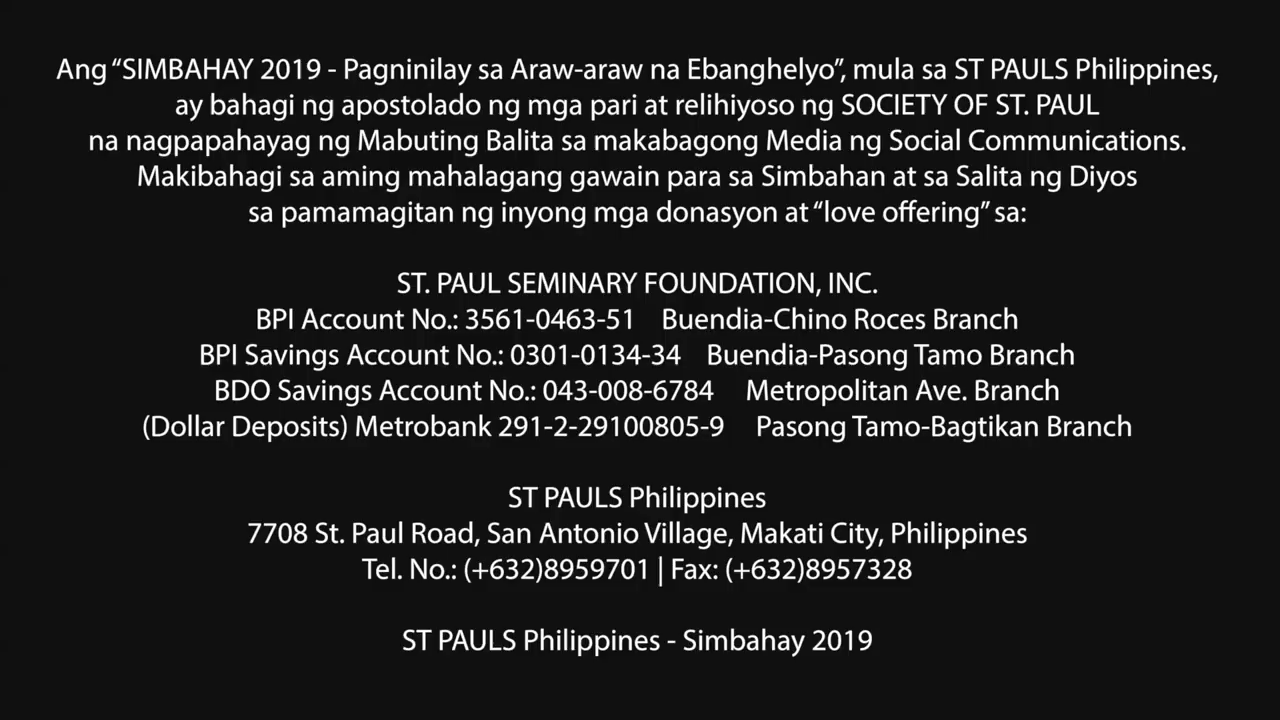 Ang “SIMBAHAY 2019 - Pagninilay sa Araw-araw na Ebanghelyo”, mula sa ST PAULS Philippines,
ay bahagi ng apostolado ng mga pari at relihiyoso ng SOCIETY OF ST. PAUL
na nagpapahayag ng Mabuting Balita sa makabagong Media ng Social Communications.
Makibahagi sa aming mahalagang gawain para sa Simbahan at sa Salita ng Diyos
sa pamamagitan ng inyong mga donasyon at “love offering” sa:
ST. PAUL SEMINARY FOUNDATION, INC.
BPI Account No.: 3561-0463-51 Buendia-Chino Roces Branch
BPI Savings Account No.: 0301-0134-34 Buendia-Pasong Tamo Branch
BDO Savings Account No.: 043-008-6784 Metropolitan Ave. Branch
(Dollar Deposits) Metrobank 291-2-29100805-9 Pasong Tamo-Bagtikan Branch
ST PAULS Philippines
7708 St. Paul Road, San Antonio Village, Makati City, Philippines
Tel. No.: (+632)8959701 | Fax: (+632)8957328
ST PAULS Philippines - Simbahay 2019